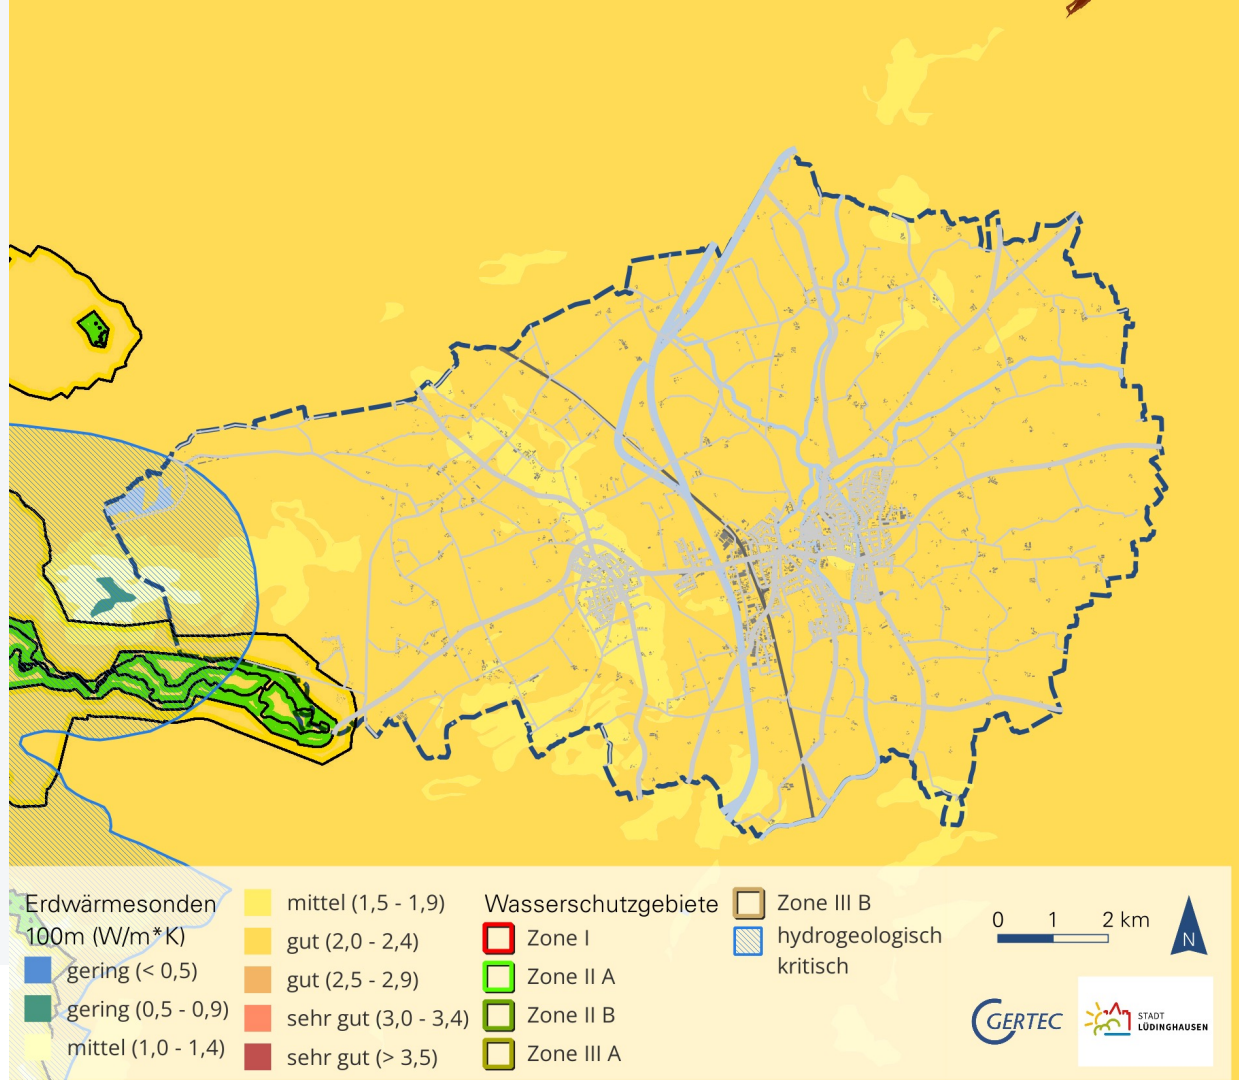 Erdwärmesonden
100m (W/m*K)
gering (< 0,5)
gering (0,5 - 0,9)
mittel (1,0 - 1,4)
mittel (1,5 - 1,9)
gut (2,0 - 2,4)
gut (2,5 - 2,9)
sehr gut (3,0 - 3,4)
sehr gut (> 3,5)
Wasserschutzgebiete
Zone I
Zone II A
Zone II B
Zone III A
Zone III B
hydrogeologisch
kritisch
0 1 2 km
N
GERTEC
STADT
LÜDINGHAUSEN